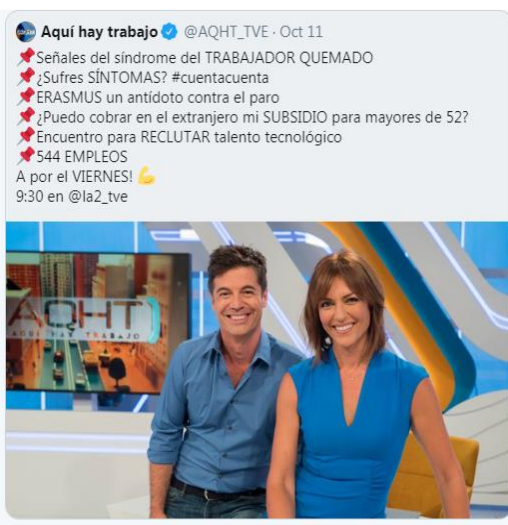 Aquí hay trabajo @AQHT_TVE · Oct 11
📌Señales del síndrome del TRABAJADOR QUEMADO
📌¿Sufres SÍNTOMAS? #cuentacuenta
📌ERASMUS un antídoto contra el paro
📌¿Puedo cobrar en el extranjero mi SUBSIDIO para mayores de 52?
📌Encuentro para RECLUTAR talento tecnológico
📌544 EMPLEOS
A por el VIERNES! 💪
9:30 en @la2_tve
AQHT
AQUÍ HAY TRABAJO